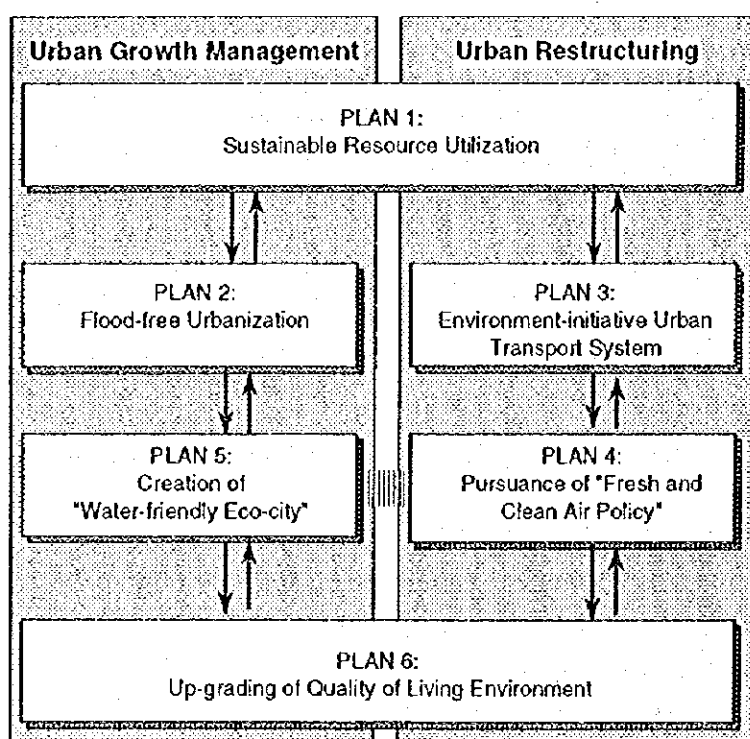 Urban Growth Management
Urban Restructuring
PLAN 1:
Sustainable Resource Utilization
PLAN 2:
Flood-free Urbanization
PLAN 3:
Environment-initiative Urban
Transport System
PLAN 5:
Creation of
"Water-friendly Eco-city"
PLAN 4:
Pursuance of "Fresh and
Clean Air Policy"
PLAN 6:
Up-grading of Quality of Living Environment